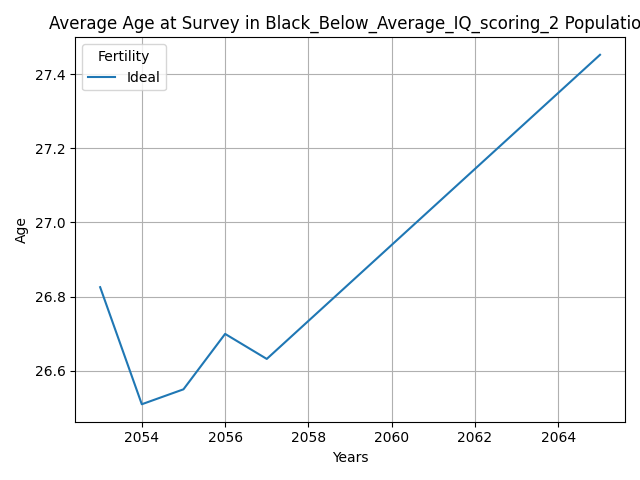 Average Age at Survey in Black_Below_Average_IQ_scoring_2 Populatio
Fertility
Ideal
27.4
27.2
27.0
26.8
26.6
Age
2054 2056 2058 2060 2062 2064
Years